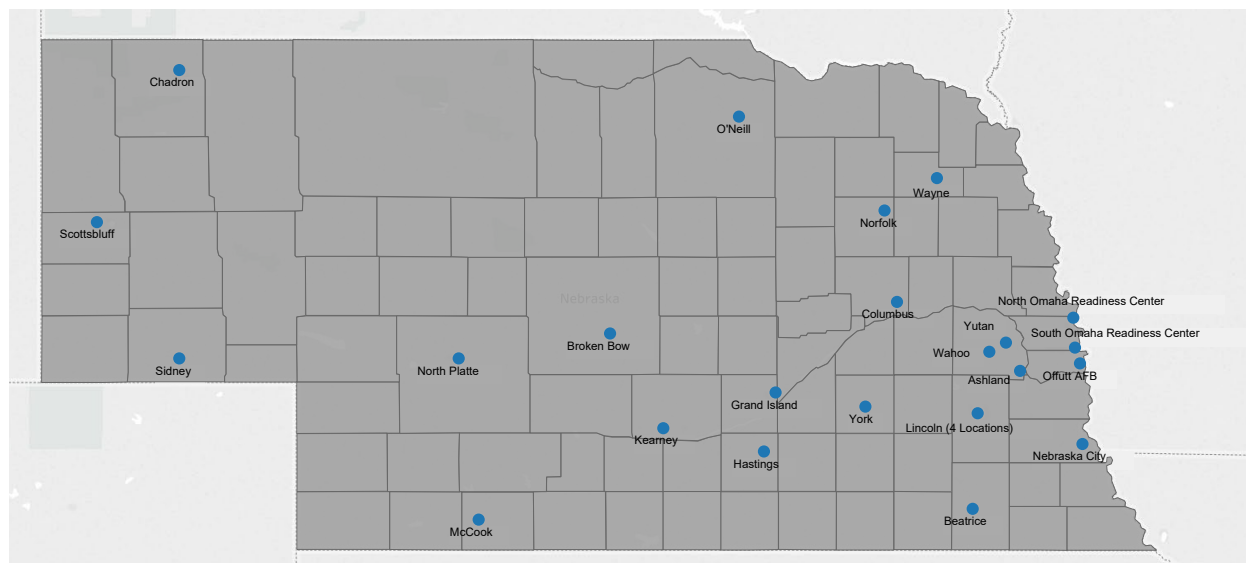 Chadron
O'Neill
Wayne
Norfolk
Scottsbluff
Nebraska
North Omaha Readiness Center
Columbus
Yutan
South Omaha Readiness Center
Broken Bow
Wahoo
Sidney
North Platte
Ashland
Offutt AFB
Grand Island
York
Lincoln (4 Locations)
Kearney
Nebraska City
Hastings
Beatrice
McCook